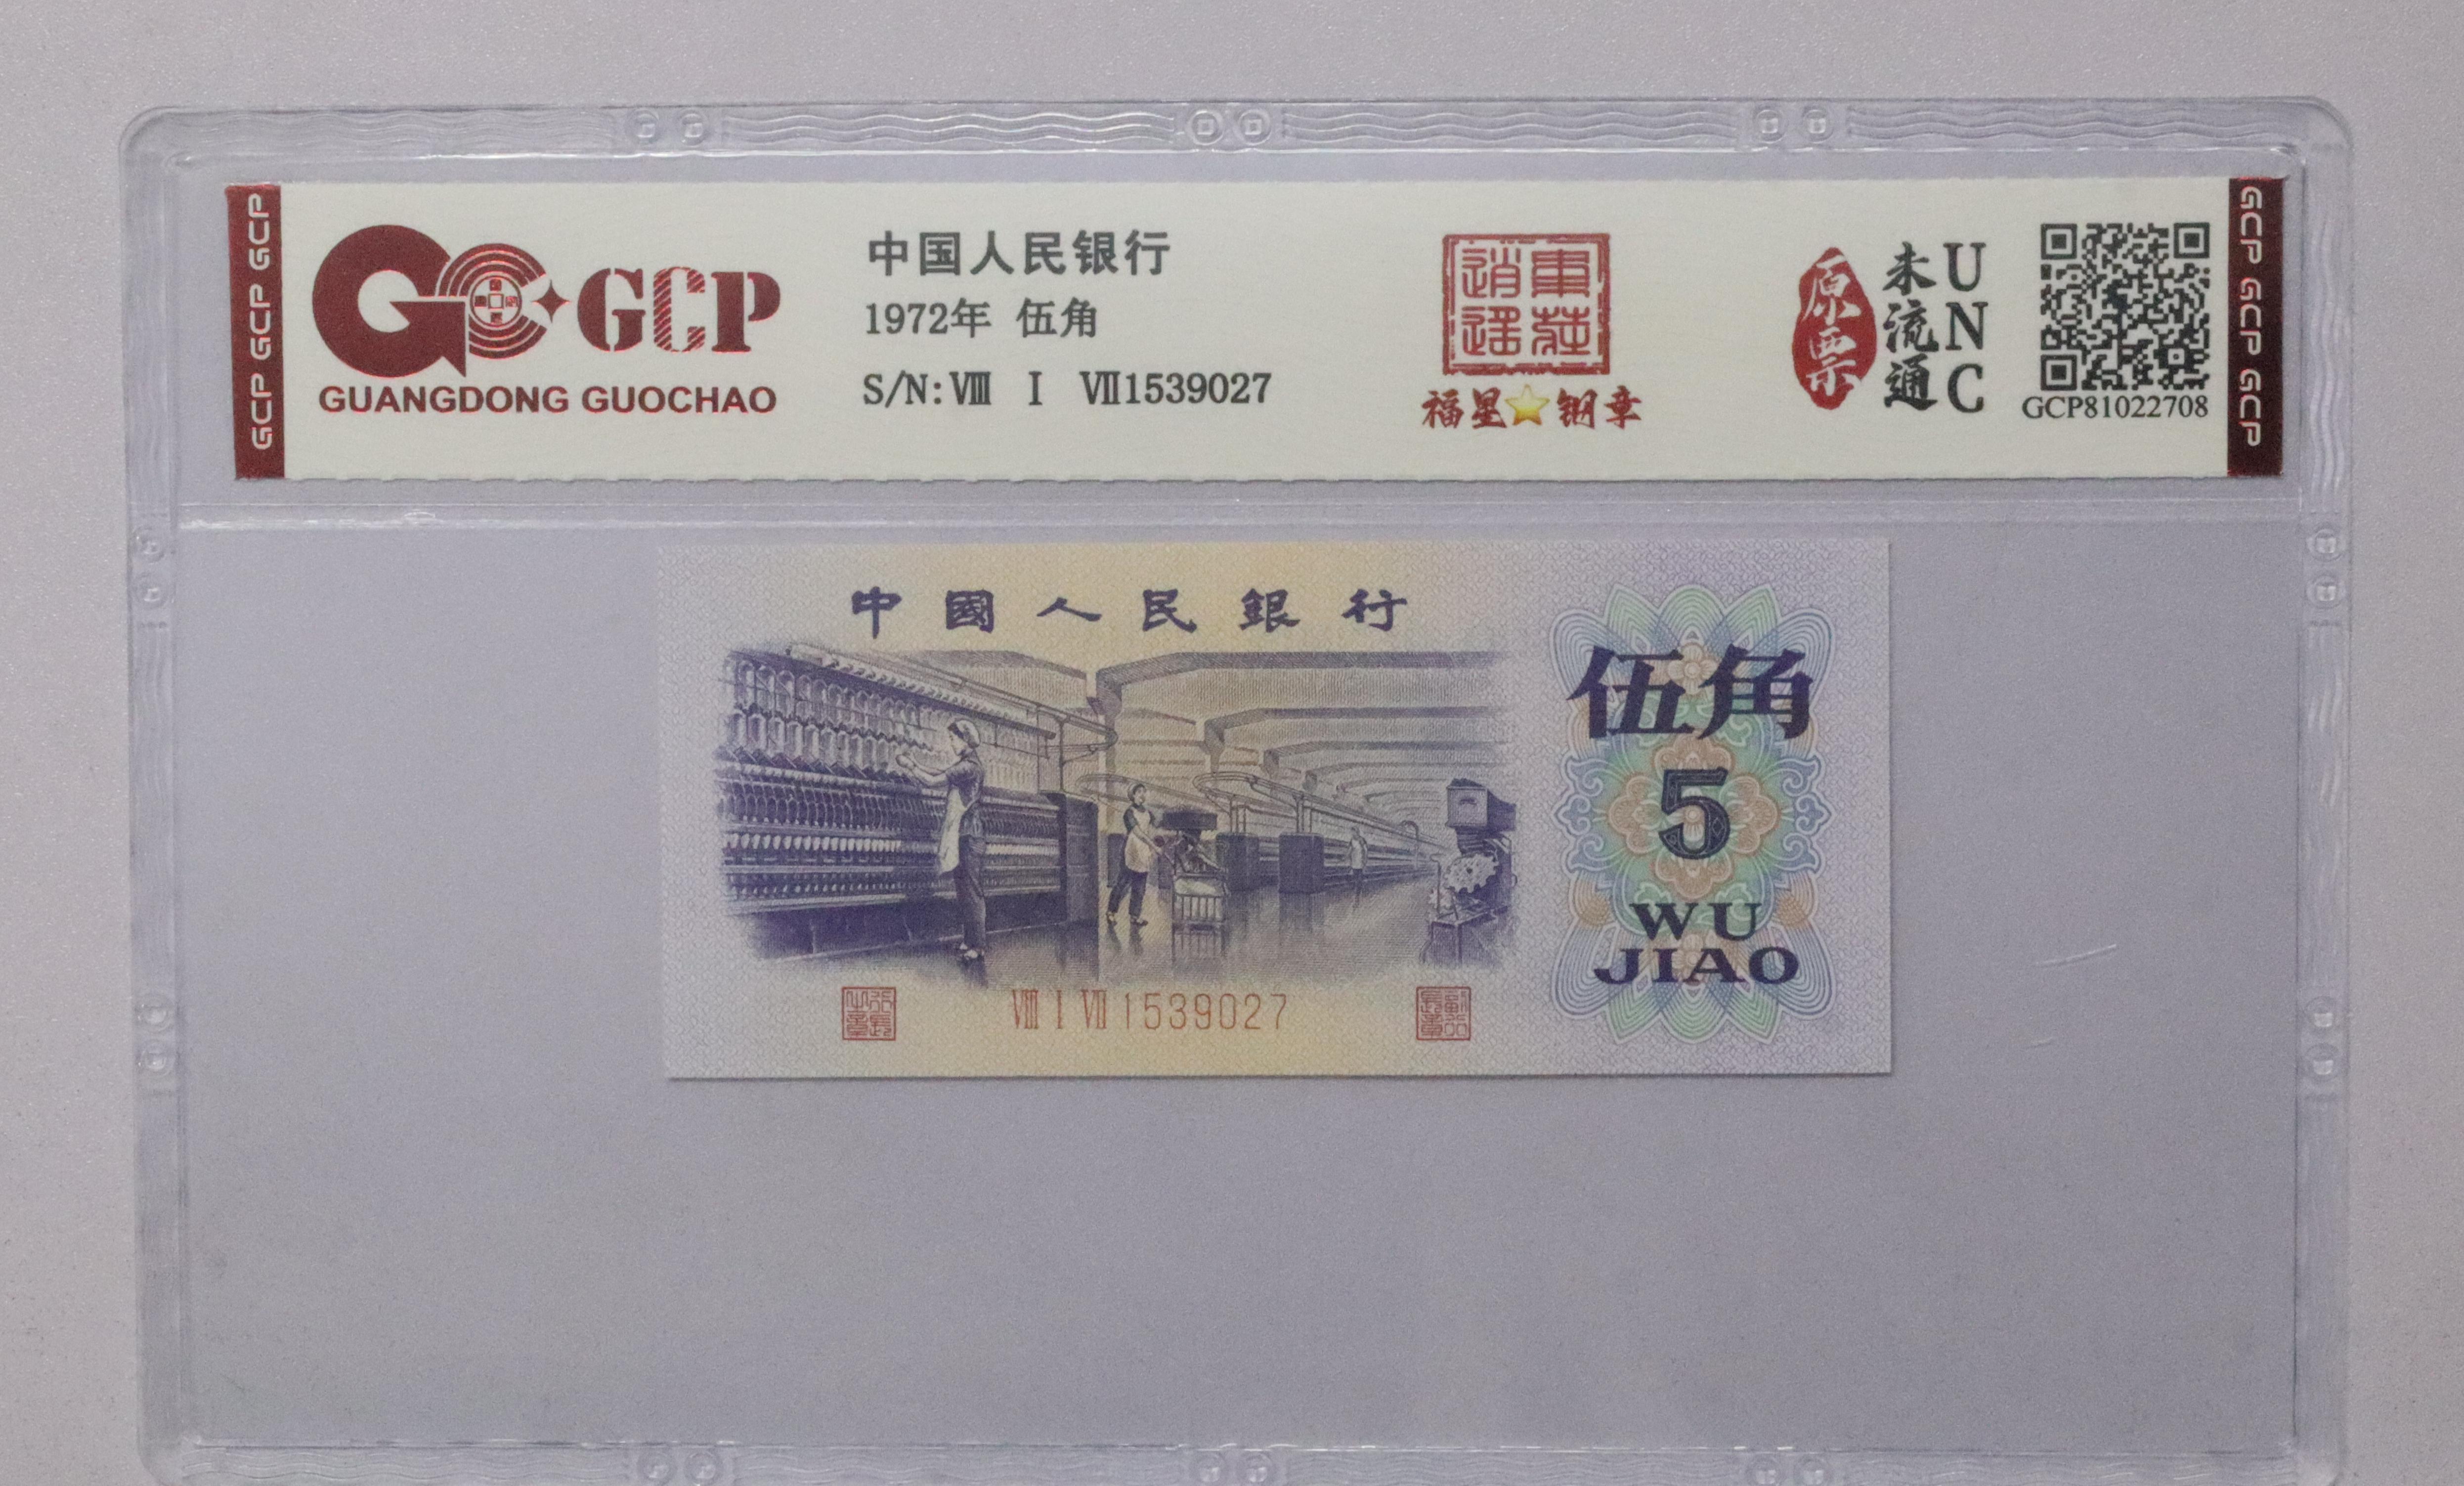 GCP GCP GCP
GCP
GUANGDONG GUOCHAO
中国人民银行
1972年 伍角
S/N: Ⅷ Ⅰ Ⅶ1539027
福星⭐钢章
原票
未流通
UNC
GCP81022708
GCP GCP GCP
中國人民銀行
伍角
5
WU
JIAO
Ⅷ Ⅰ Ⅶ 1539027